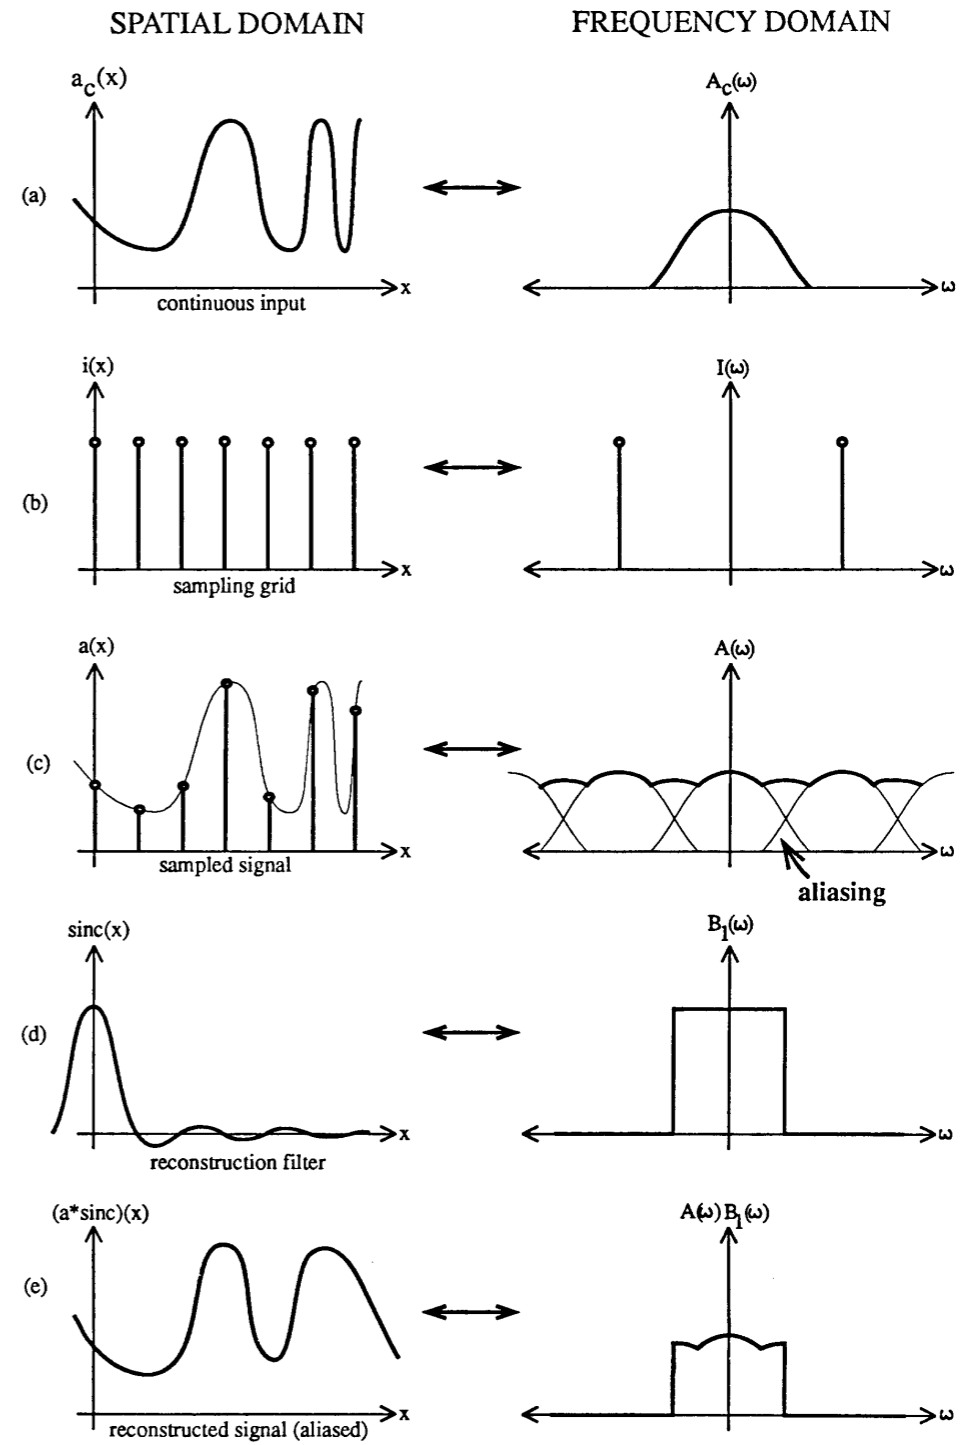 SPATIAL DOMAIN
FREQUENCY DOMAIN
a_c(x)
A_c(ω)
(a)
x
ω
continuous input
i(x)
I(ω)
(b)
x
ω
sampling grid
a(x)
A(ω)
(c)
x
ω
sampled signal
aliasing
sinc(x)
B_1(ω)
(d)
x
ω
reconstruction filter
(a*sinc)(x)
A(ω)B_1(ω)
(e)
x
ω
reconstructed signal (aliased)